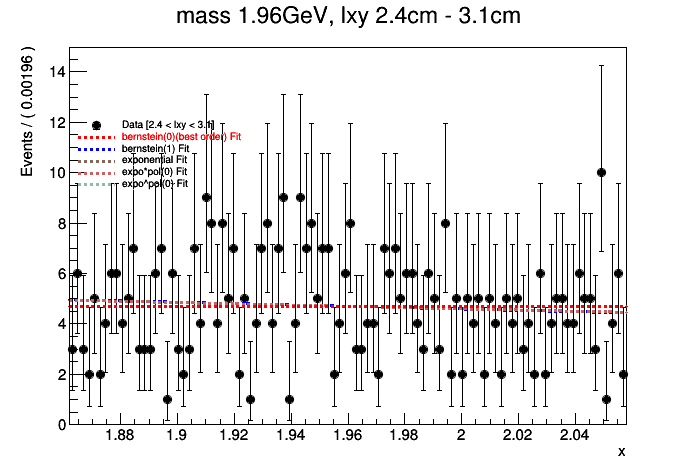 mass 1.96GeV, lxy 2.4cm - 3.1cm
Events / ( 0.00196 )
14
12
10
8
6
4
2
0
Data [2.4 < lxy < 3.1]
bernstein(0)(best order) Fit
bernstein(1) Fit
exponential Fit
expo*pol(0) Fit
expo^pol(0) Fit
1.88 1.9 1.92 1.94 1.96 1.98 2 2.02 2.04
x